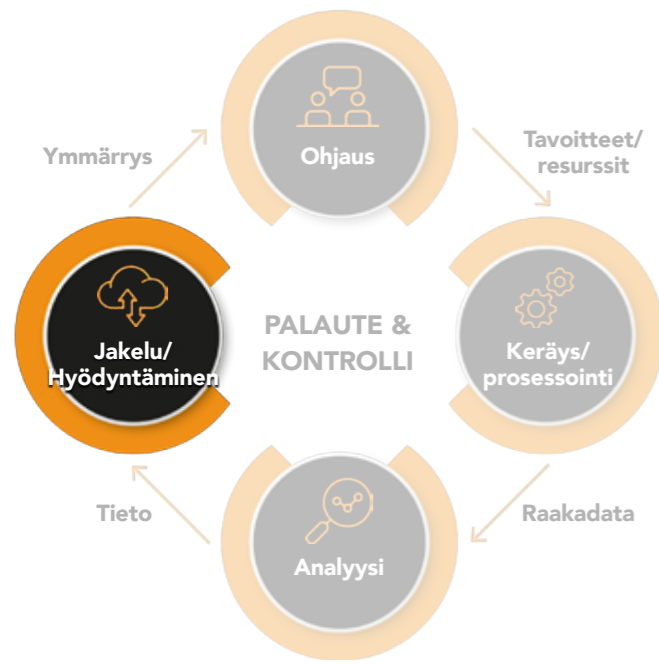 Ohjaus
Ymmärrys
Tavoitteet/
resurssit
Jakelu/
Hyödyntäminen
PALAUTE &
KONTROLLI
Keräys/
prosessointi
Tieto
Analyysi
Raakadata